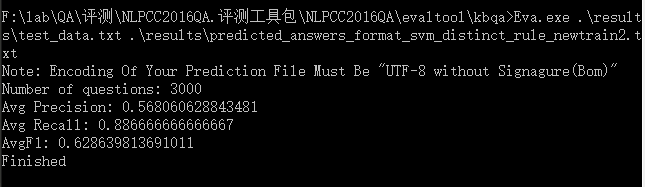 F:\lab\QA\评测\NLPCC2016QA.评测工具包\NLPCC2016QA\evaltool\kbqa>Eva.exe .\result
s\test_data.txt .\results\predicted_answers_format_svm_distinct_rule_newtrain2.t
xt
Note: Encoding Of Your Prediction File Must Be "UTF-8 without Signagure(Bom)"
Number of questions: 3000
Avg Precision: 0.568060628843481
Avg Recall: 0.886666666666667
AvgF1: 0.628639813691011
Finished